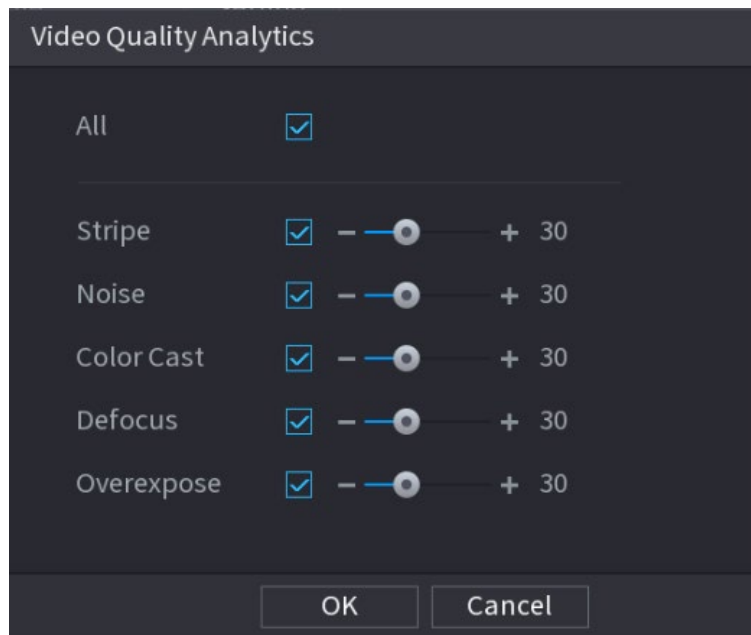 Video Quality Analytics
All
Stripe 30
Noise 30
Color Cast 30
Defocus 30
Overexpose 30
OK Cancel